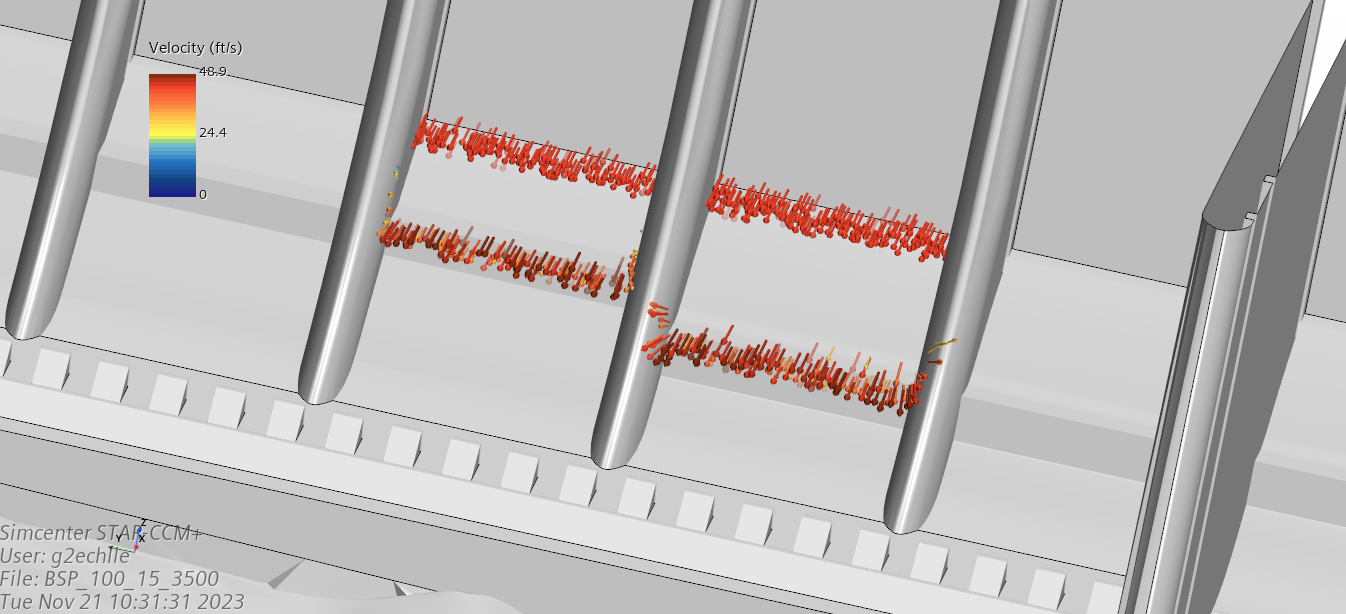 Velocity (ft/s)
48.9
24.4
0
Z
Y X
Simcenter STAR-CCM+
User: g2echlle
File: BSP_100_15_3500
Tue Nov 21 10:31:31 2023